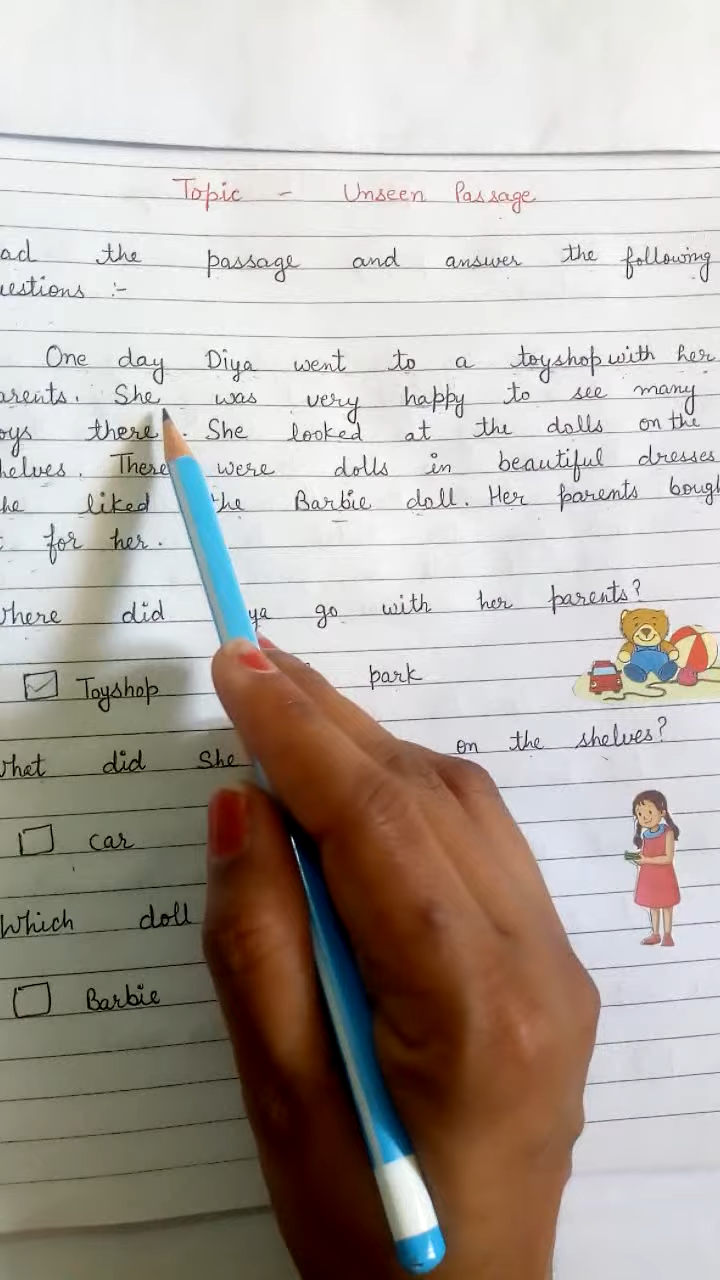 Topic - Unseen Passage
ad the passage and answer the following
uestions :-
One day Diya went to a toyshop with her
arents. She was very happy to see many
oys there. She looked at the dolls on the
helves. There were dolls in beautiful dresses
he liked the Barbie doll. Her parents bough
for her.
here did ya go with her parents?
Toyshop park
hat did She on the shelves?
car
Which doll
Barbie